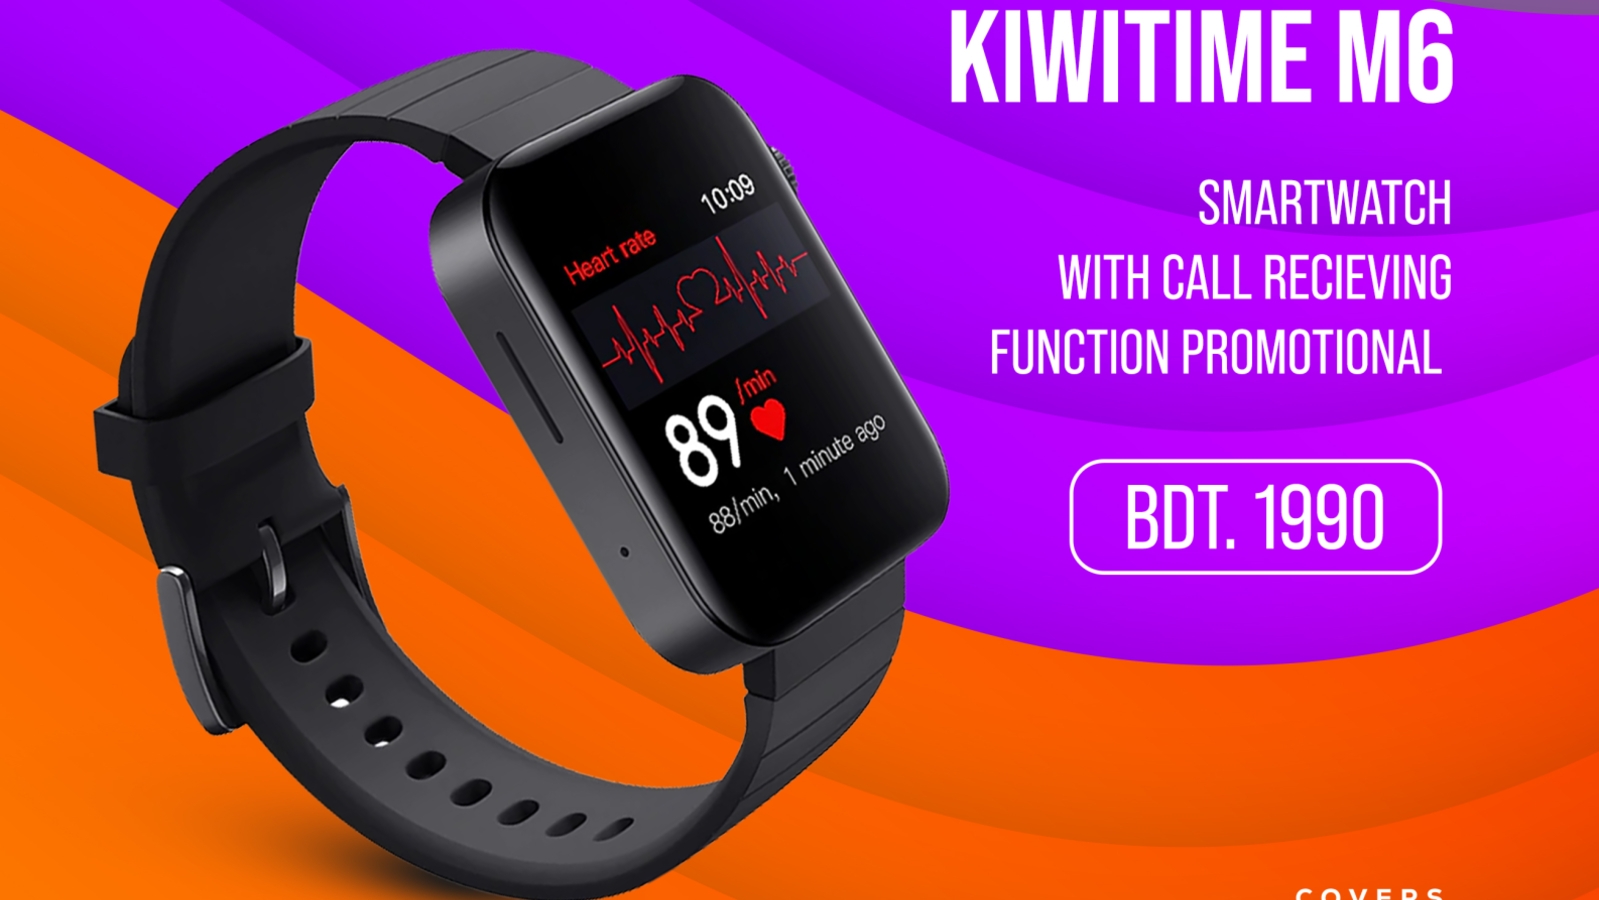 KIWITIME M6
SMARTWATCH
WITH CALL RECIEVING
FUNCTION PROMOTIONAL
BDT. 1990
10:09
Heart rate
89 /min
88/min, 1 minute ago
COVERS